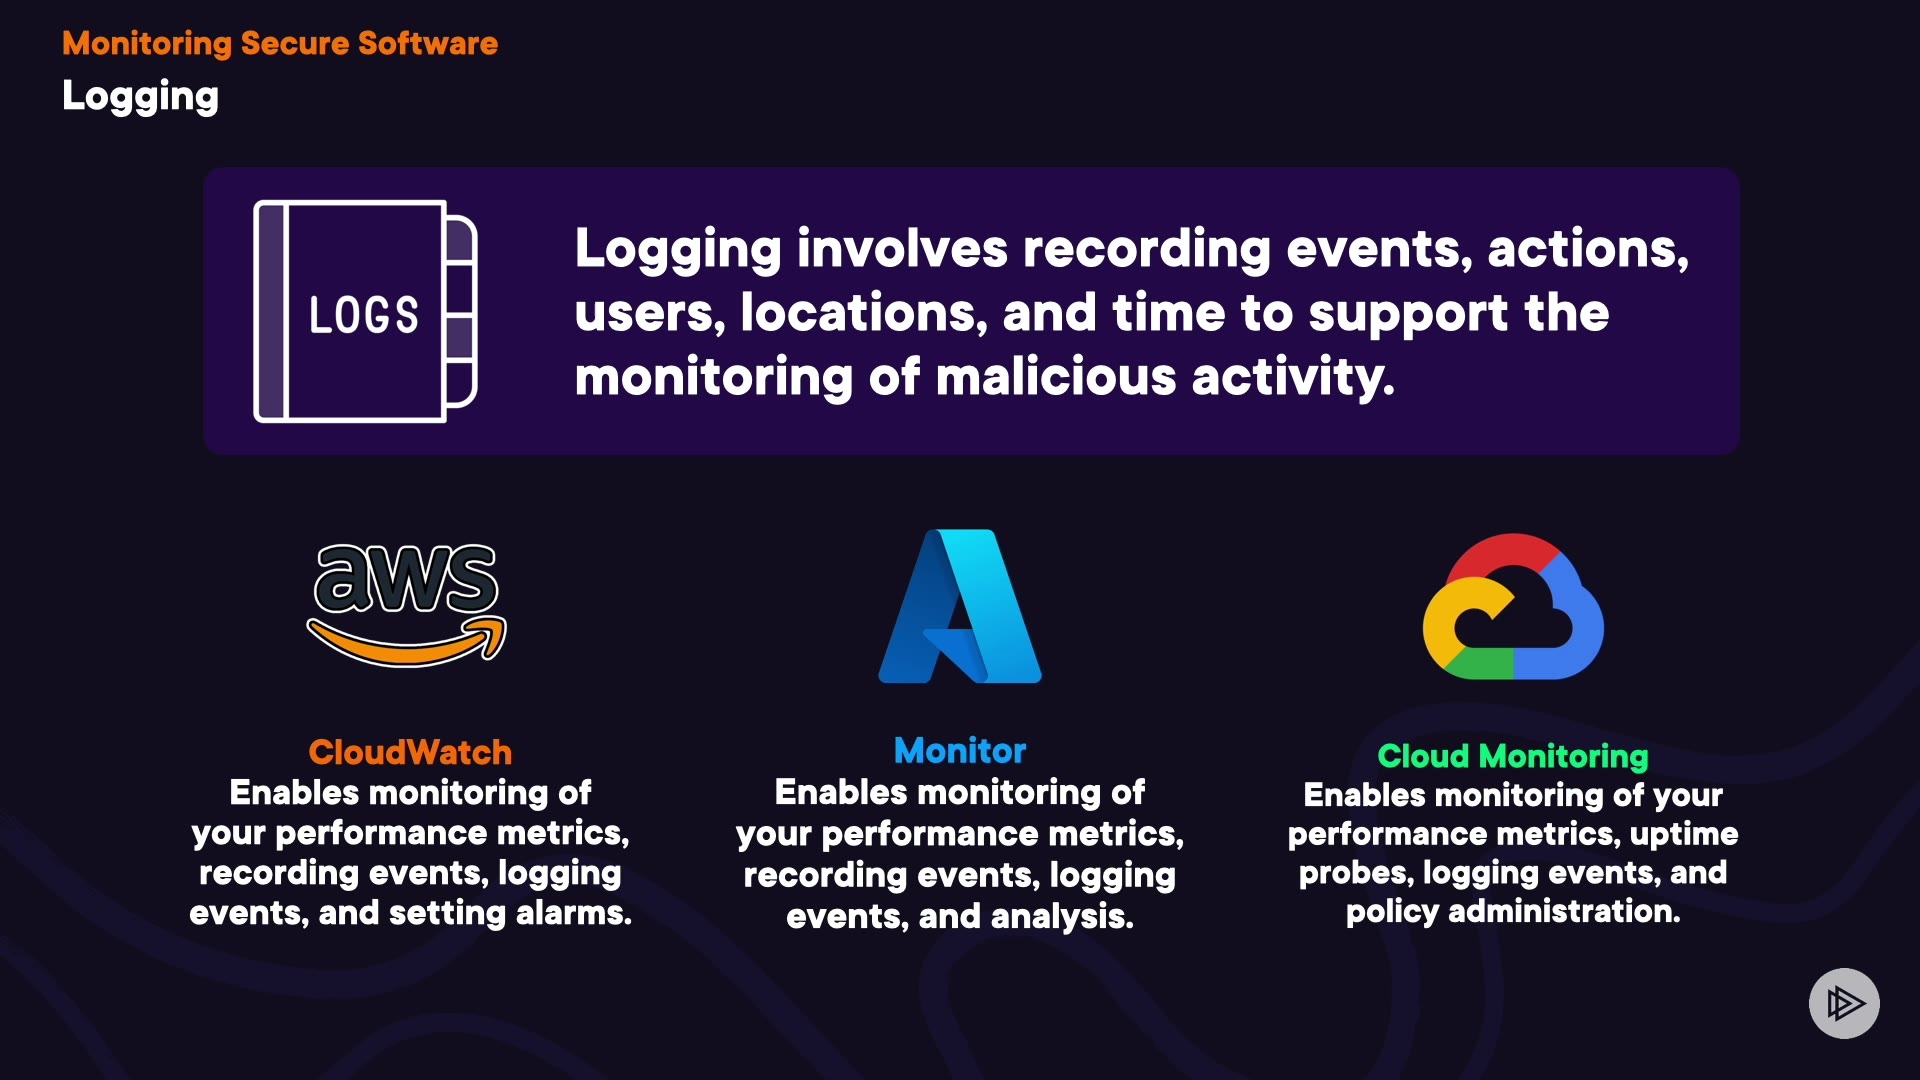 Monitoring Secure Software
Logging
LOGS
Logging involves recording events, actions,
users, locations, and time to support the
monitoring of malicious activity.
aws
CloudWatch
Enables monitoring of
your performance metrics,
recording events, logging
events, and setting alarms.
Monitor
Enables monitoring of
your performance metrics,
recording events, logging
events, and analysis.
Cloud Monitoring
Enables monitoring of your
performance metrics, uptime
probes, logging events, and
policy administration.